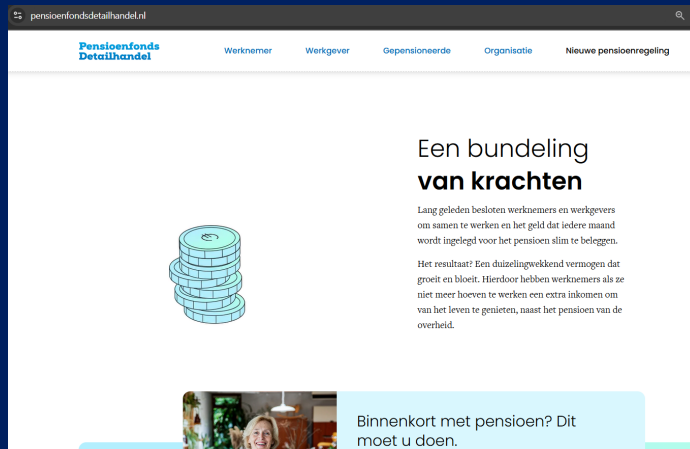 pensioenfondsdetailhandel.nl
Pensioenfonds
Detailhandel
Werknemer
Werkgever
Gepensioneerde
Organisatie
Nieuwe pensioenregeling
Een bundeling
van krachten
Lang geleden besloten werknemers en werkgevers
om samen te werken en het geld dat iedere maand
wordt ingelegd voor het pensioen slim te beleggen.
Het resultaat? Een duizelingwekkend vermogen dat
groeit en bloeit. Hierdoor hebben werknemers als ze
niet meer hoeven te werken een extra inkomen om
van het leven te genieten, naast het pensioen van de
overheid.
€
Binnenkort met pensioen? Dit
moet u doen.